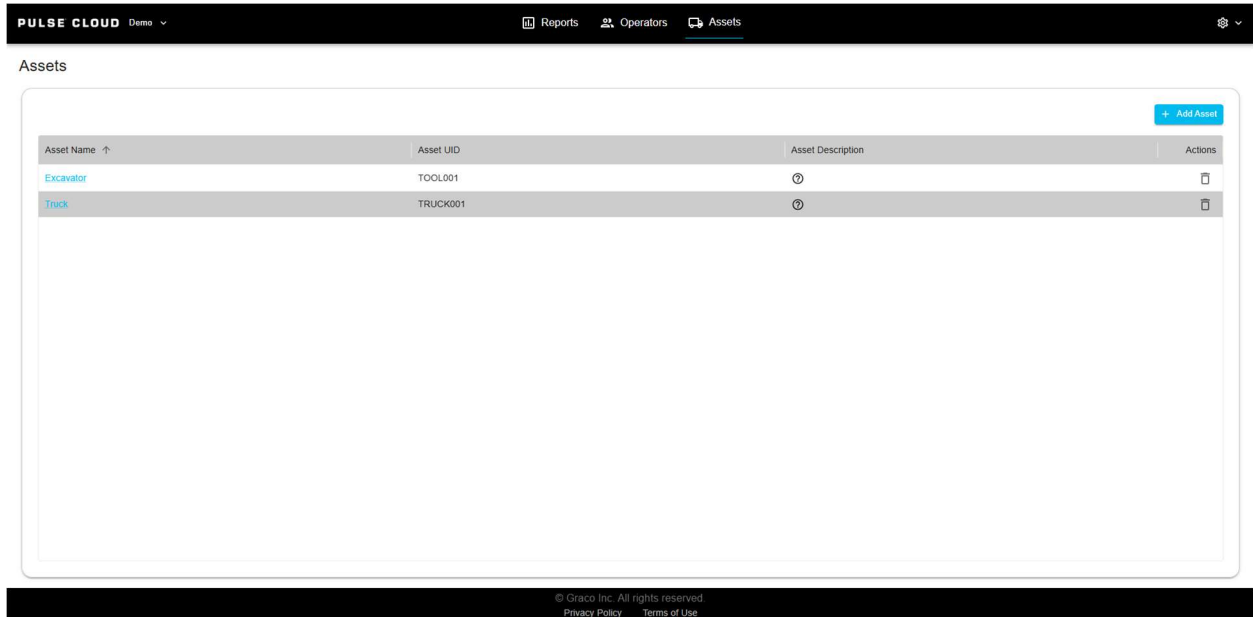 PULSE CLOUD Demo Reports Operators Assets
Assets
+ Add Asset
Asset Name ↑ Asset UID Asset Description Actions
Excavator TOOL001
Truck TRUCK001
© Graco Inc. All rights reserved.
Privacy Policy Terms of Use